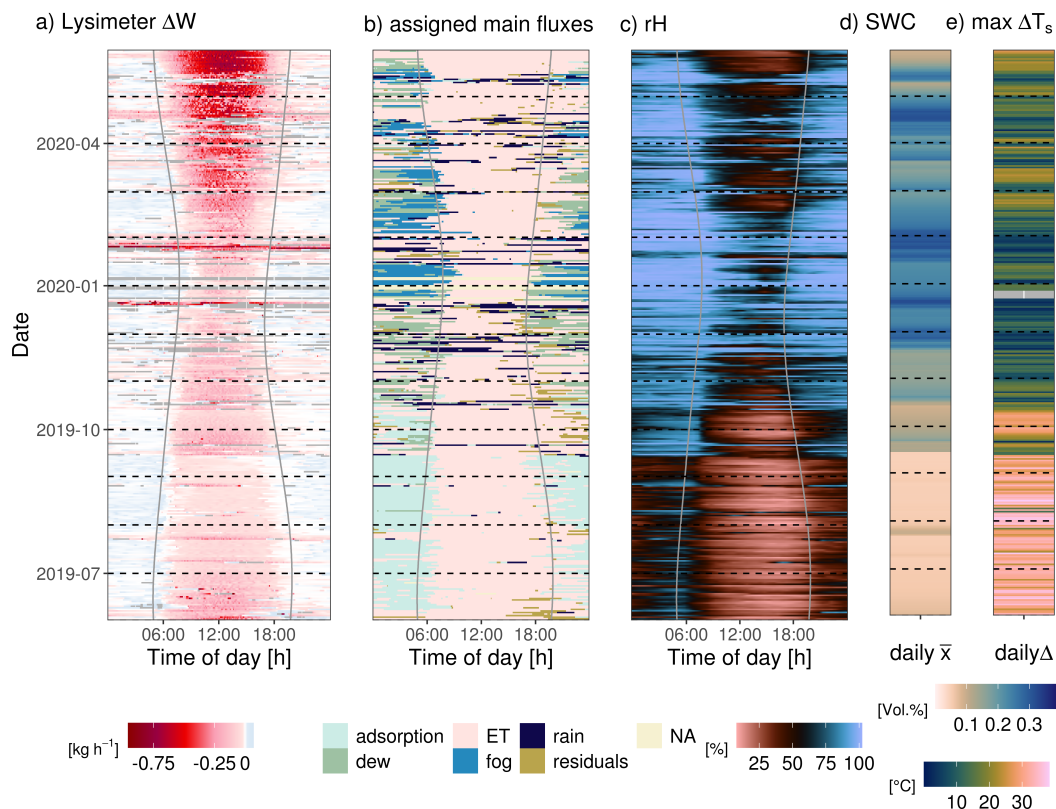 a) Lysimeter ΔW
b) assigned main fluxes
c) rH
d) SWC
e) max ΔTs
Date
2020-04
2020-01
2019-10
2019-07
06:00 12:00 18:00
06:00 12:00 18:00
06:00 12:00 18:00
Time of day [h]
Time of day [h]
Time of day [h]
daily x̅
dailyΔ
[kg h⁻¹]
-0.75 -0.25 0
adsorption
dew
ET
fog
rain
residuals
NA
[%]
25 50 75 100
[Vol.%]
0.1 0.2 0.3
[°C]
10 20 30